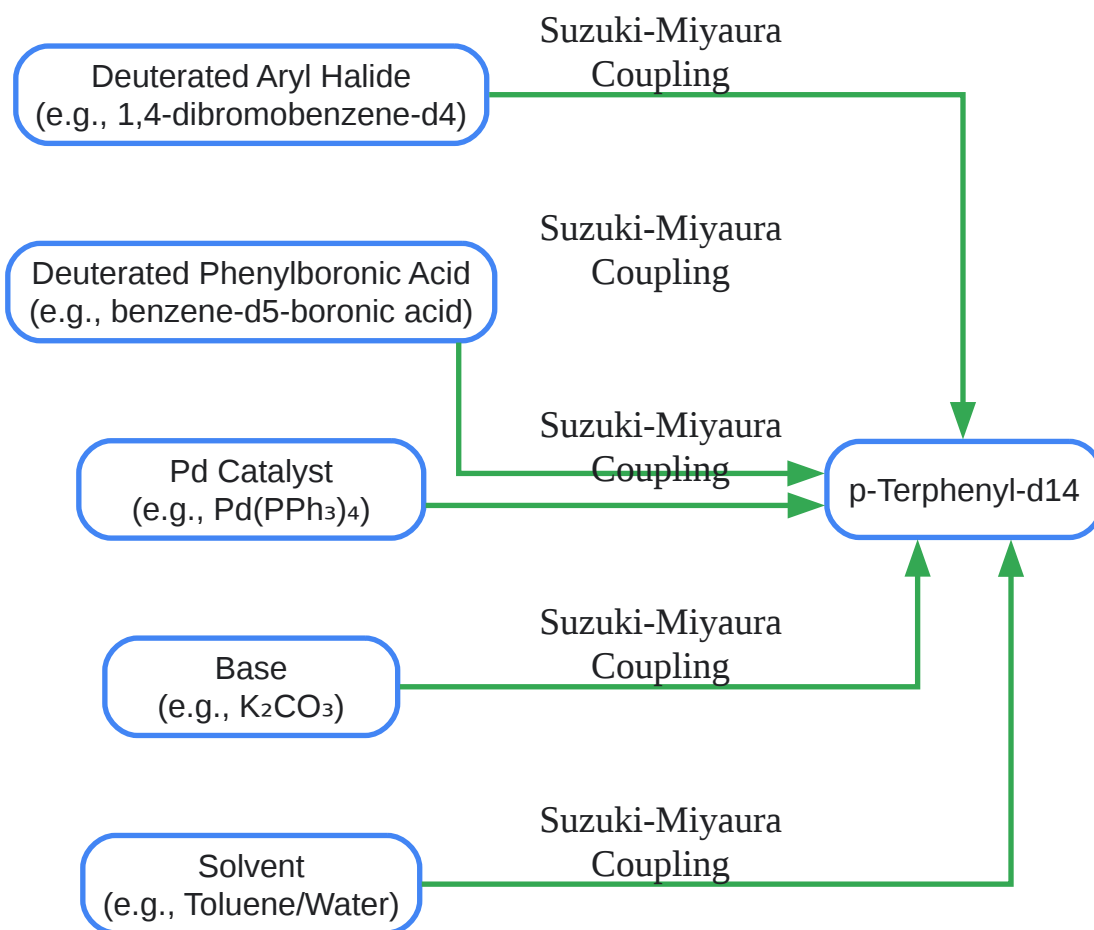 Suzuki-Miyaura
Coupling
Deuterated Aryl Halide
(e.g., 1,4-dibromobenzene-d4)
Suzuki-Miyaura
Coupling
Deuterated Phenylboronic Acid
(e.g., benzene-d5-boronic acid)
Suzuki-Miyaura
Coupling
Pd Catalyst
(e.g., Pd(PPh₃)₄)
p-Terphenyl-d14
Suzuki-Miyaura
Coupling
Base
(e.g., K₂CO₃)
Suzuki-Miyaura
Coupling
Solvent
(e.g., Toluene/Water)